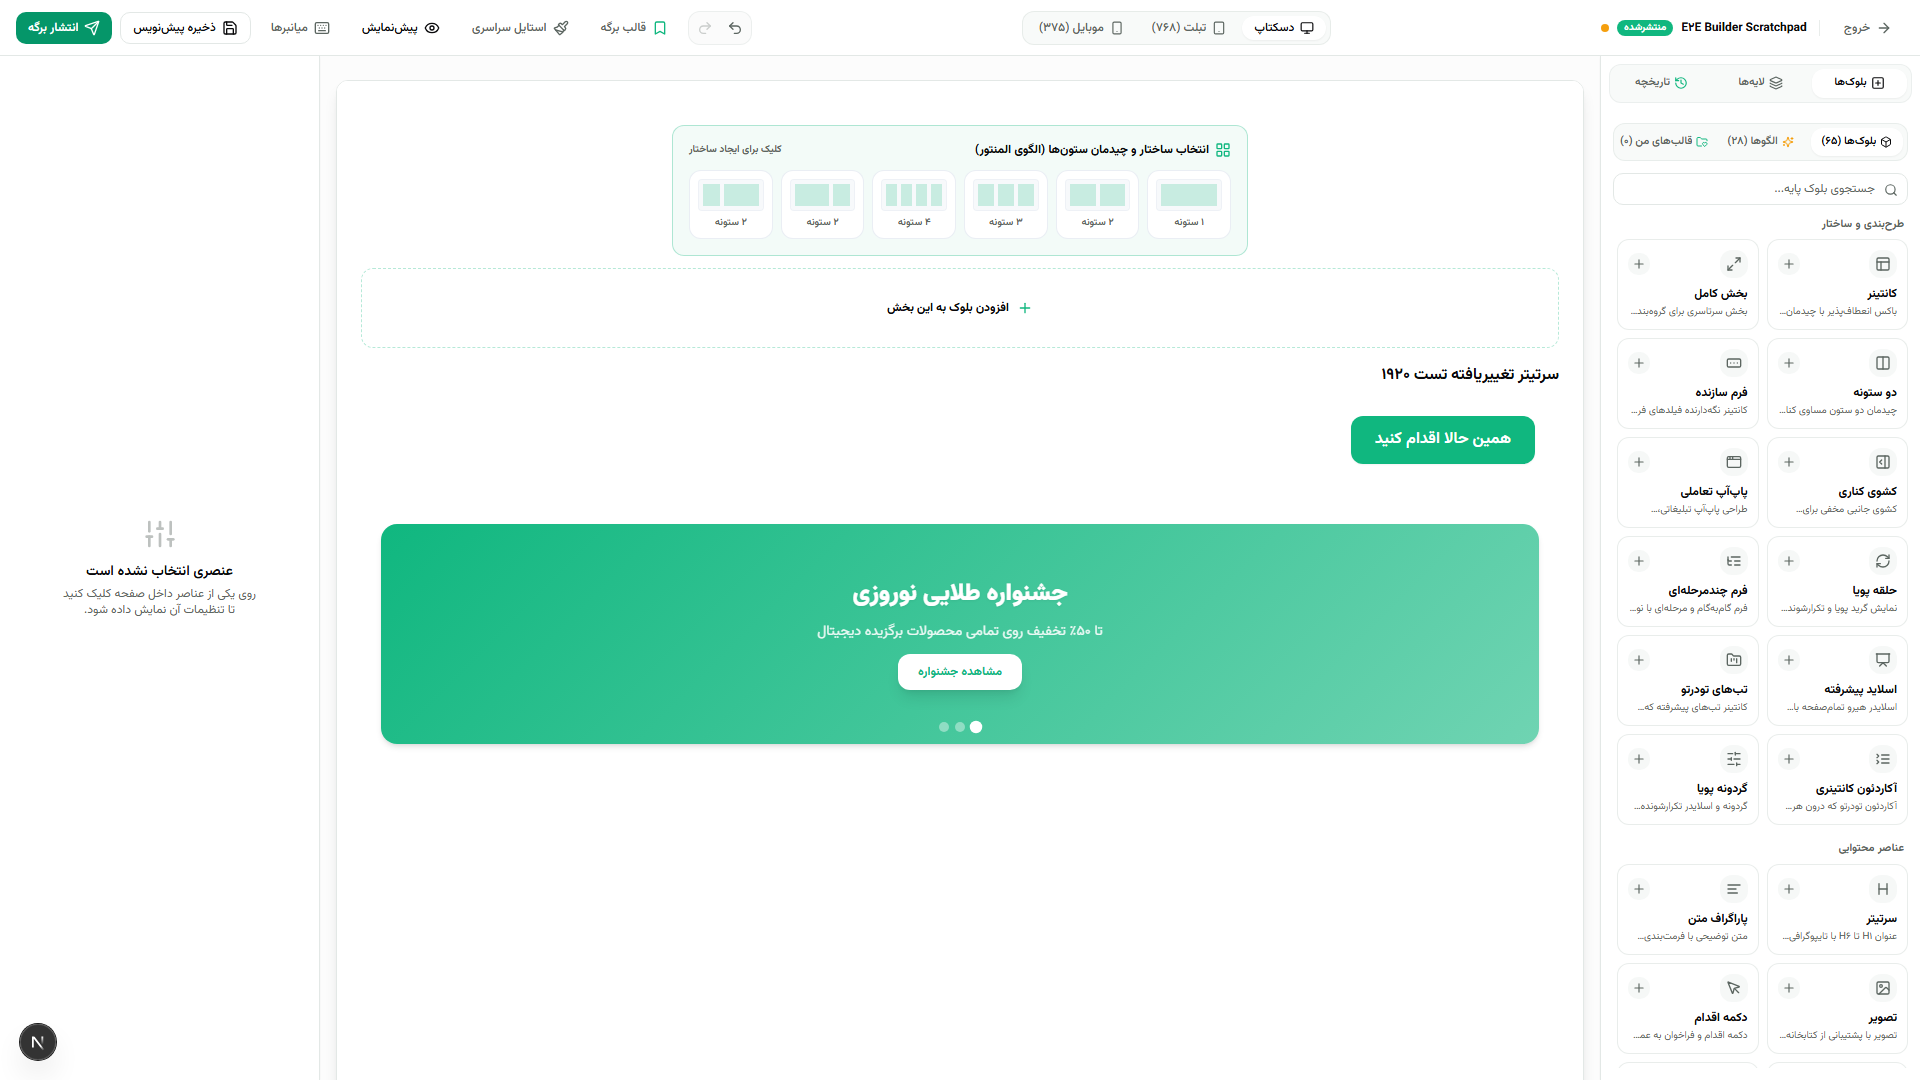 خروج
E2E Builder Scratchpad
منتشرشده
دسکتاپ
تبلت (۷۶۸)
موبایل (۳۷۵)
قالب برگه
استایل سراسری
پیش‌نمایش
میانبرها
ذخیره پیش‌نویس
انتشار برگه
بلوک‌ها
لایه‌ها
تاریخچه
بلوک‌ها (۶۵)
الگوها (۲۸)
قالب‌های من (۰)
جستجوی بلوک پایه...
طرح‌بندی و ساختار
کانتینر
باکس انعطاف‌پذیر با چیدمان...
بخش کامل
بخش سرتاسری برای گروه‌بند...
دو ستونه
چیدمان دو ستون مساوی کنا...
فرم سازنده
کانتینر نگه‌دارنده فیلدهای فر...
کشوی کناری
کشوی جانبی مخفی برای...
پاپ‌آپ تعاملی
طراحی پاپ‌آپ تبلیغاتی،...
حلقه پویا
نمایش گرید پویا و تکرارشوند...
فرم چندمرحله‌ای
فرم گام‌به‌گام و مرحله‌ای با نو...
اسلاید پیشرفته
اسلایدر هیرو تمام‌صفحه با...
تب‌های تودرتو
کانتینر تب‌های پیشرفته که...
آکاردئون کانتینری
آکاردئون تودرتو که درون هر...
گردونه پویا
گردونه و اسلایدر تکرارشونده...
عناصر محتوایی
سرتیتر
عنوان H۱ تا H۶ با تایپوگرافی...
پاراگراف متن
متن توضیحی با فرمت‌بندی...
تصویر
تصویر با پشتیبانی از کتابخانه...
دکمه اقدام
دکمه اقدام و فراخوان به عم...
انتخاب ساختار و چیدمان ستون‌ها (الگوی المنتور)
کلیک برای ایجاد ساختار
۱ ستونه
۲ ستونه
۳ ستونه
۴ ستونه
۲ ستونه
۲ ستونه
افزودن بلوک به این بخش
سرتیتر تغییریافته تست ۱۹۲۰
همین حالا اقدام کنید
جشنواره طلایی نوروزی
تا ۵۰٪ تخفیف روی تمامی محصولات برگزیده دیجیتال
مشاهده جشنواره
عنصری انتخاب نشده است
روی یکی از عناصر داخل صفحه کلیک کنید
تا تنظیمات آن نمایش داده شود.
N